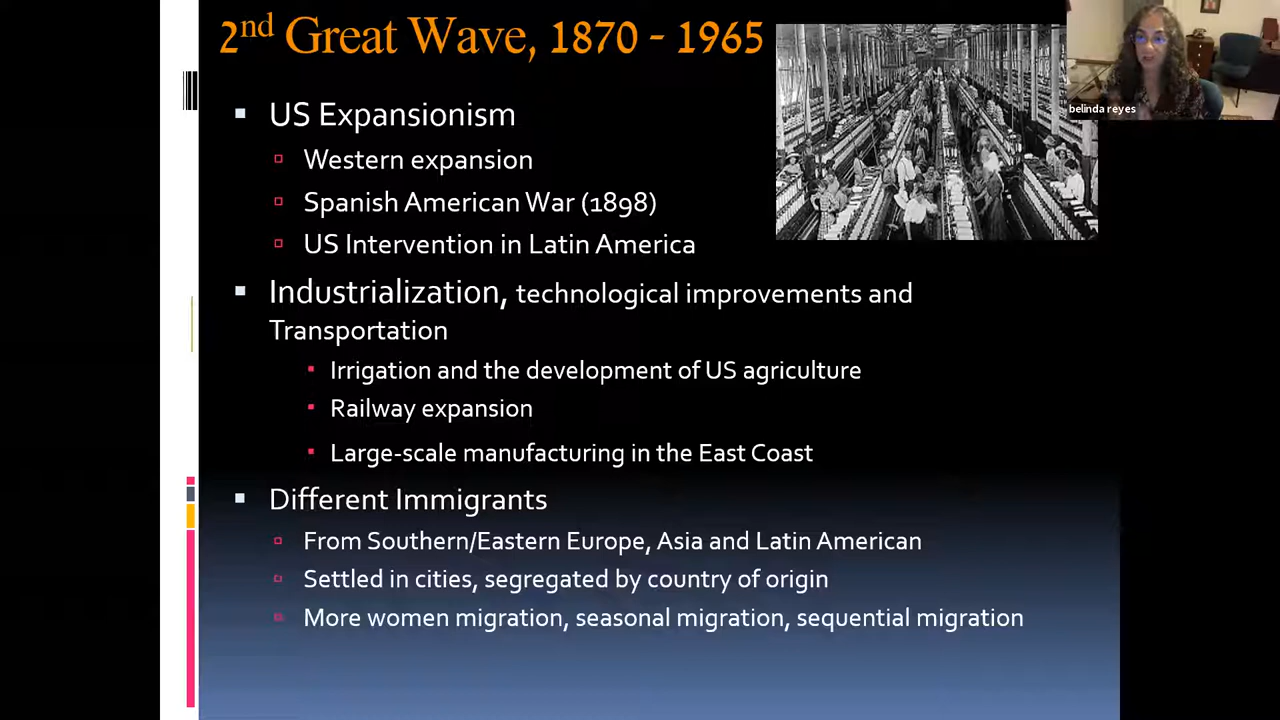 2nd Great Wave, 1870 - 1965
belinda reyes
US Expansionism
Western expansion
Spanish American War (1898)
US Intervention in Latin America
Industrialization, technological improvements and
Transportation
Irrigation and the development of US agriculture
Railway expansion
Large-scale manufacturing in the East Coast
Different Immigrants
From Southern/Eastern Europe, Asia and Latin American
Settled in cities, segregated by country of origin
More women migration, seasonal migration, sequential migration